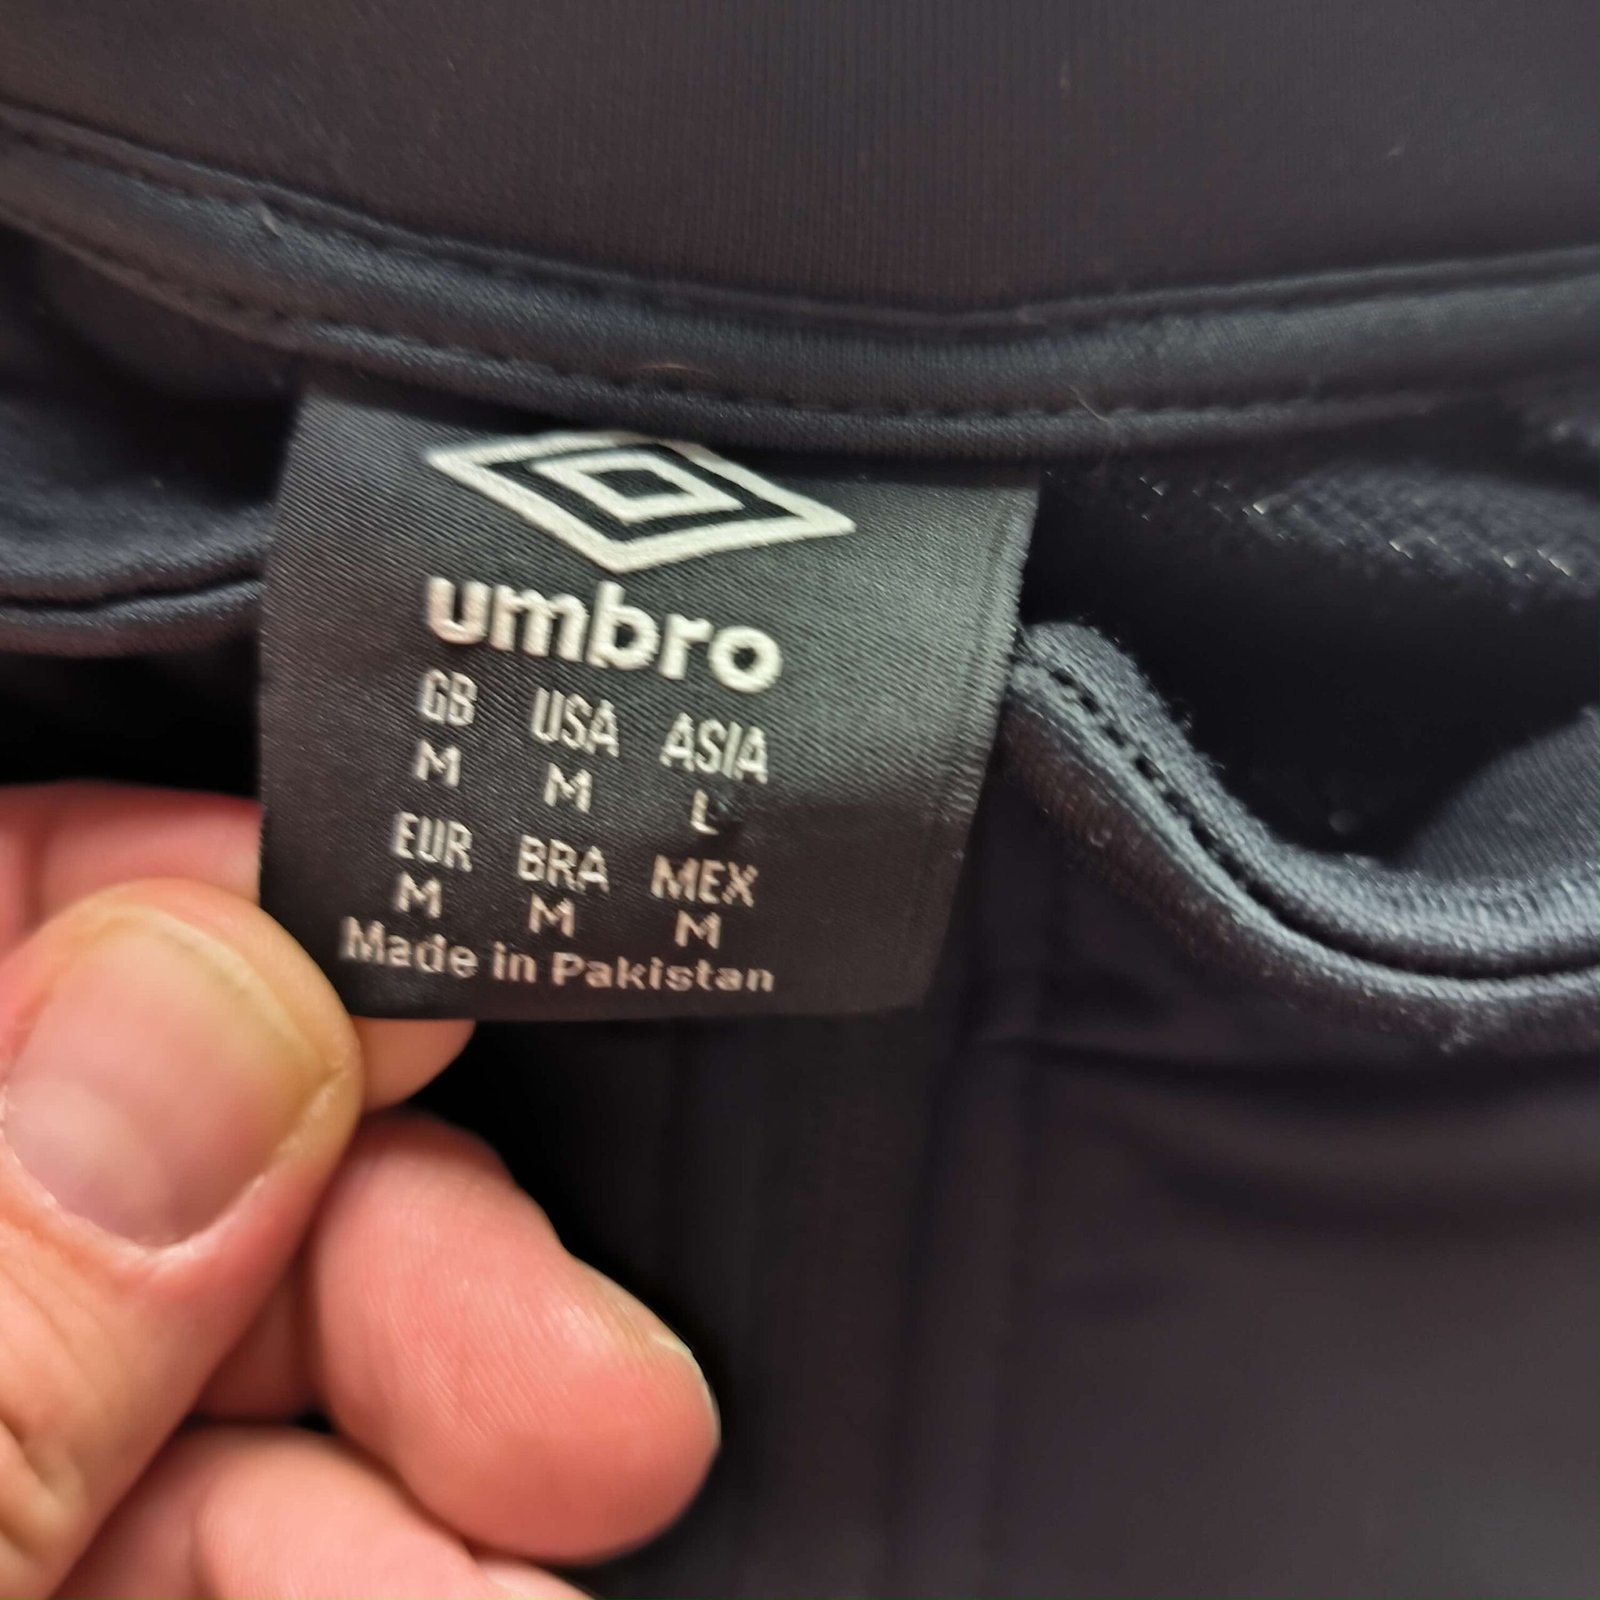 umbro
GB USA ASIA
M M L
EUR BRA MEX
M M M
Made in Pakistan